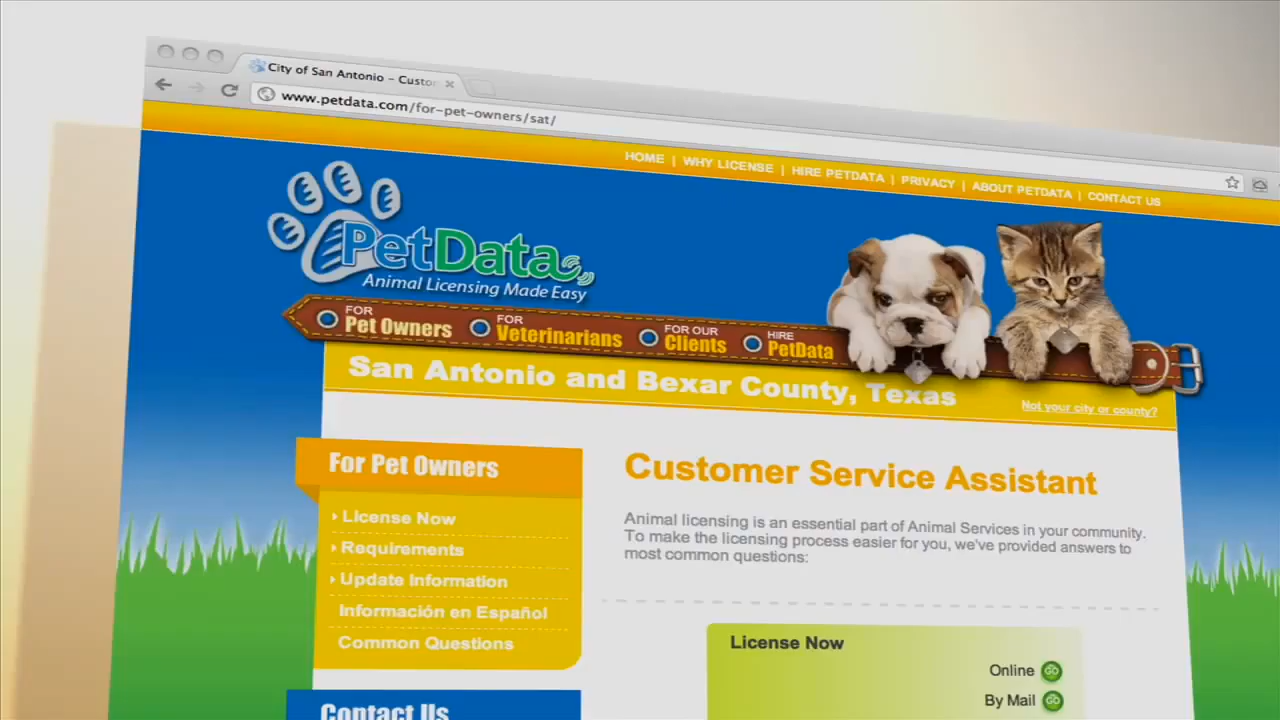 City of San Antonio - Custo
www.petdata.com/for-pet-owners/sat/
HOME | WHY LICENSE | HIRE PETDATA | PRIVACY | ABOUT PETDATA | CONTACT US
PetData
Animal Licensing Made Easy
FOR
Pet Owners
FOR
Veterinarians
FOR OUR
Clients
HIRE
PetData
San Antonio and Bexar County, Texas
Not your city or county?
For Pet Owners
License Now
Requirements
Update Information
Información en Español
Common Questions
Contact Us
Customer Service Assistant
Animal licensing is an essential part of Animal Services in your community.
To make the licensing process easier for you, we've provided answers to
most common questions:
License Now
Online GO
By Mail GO